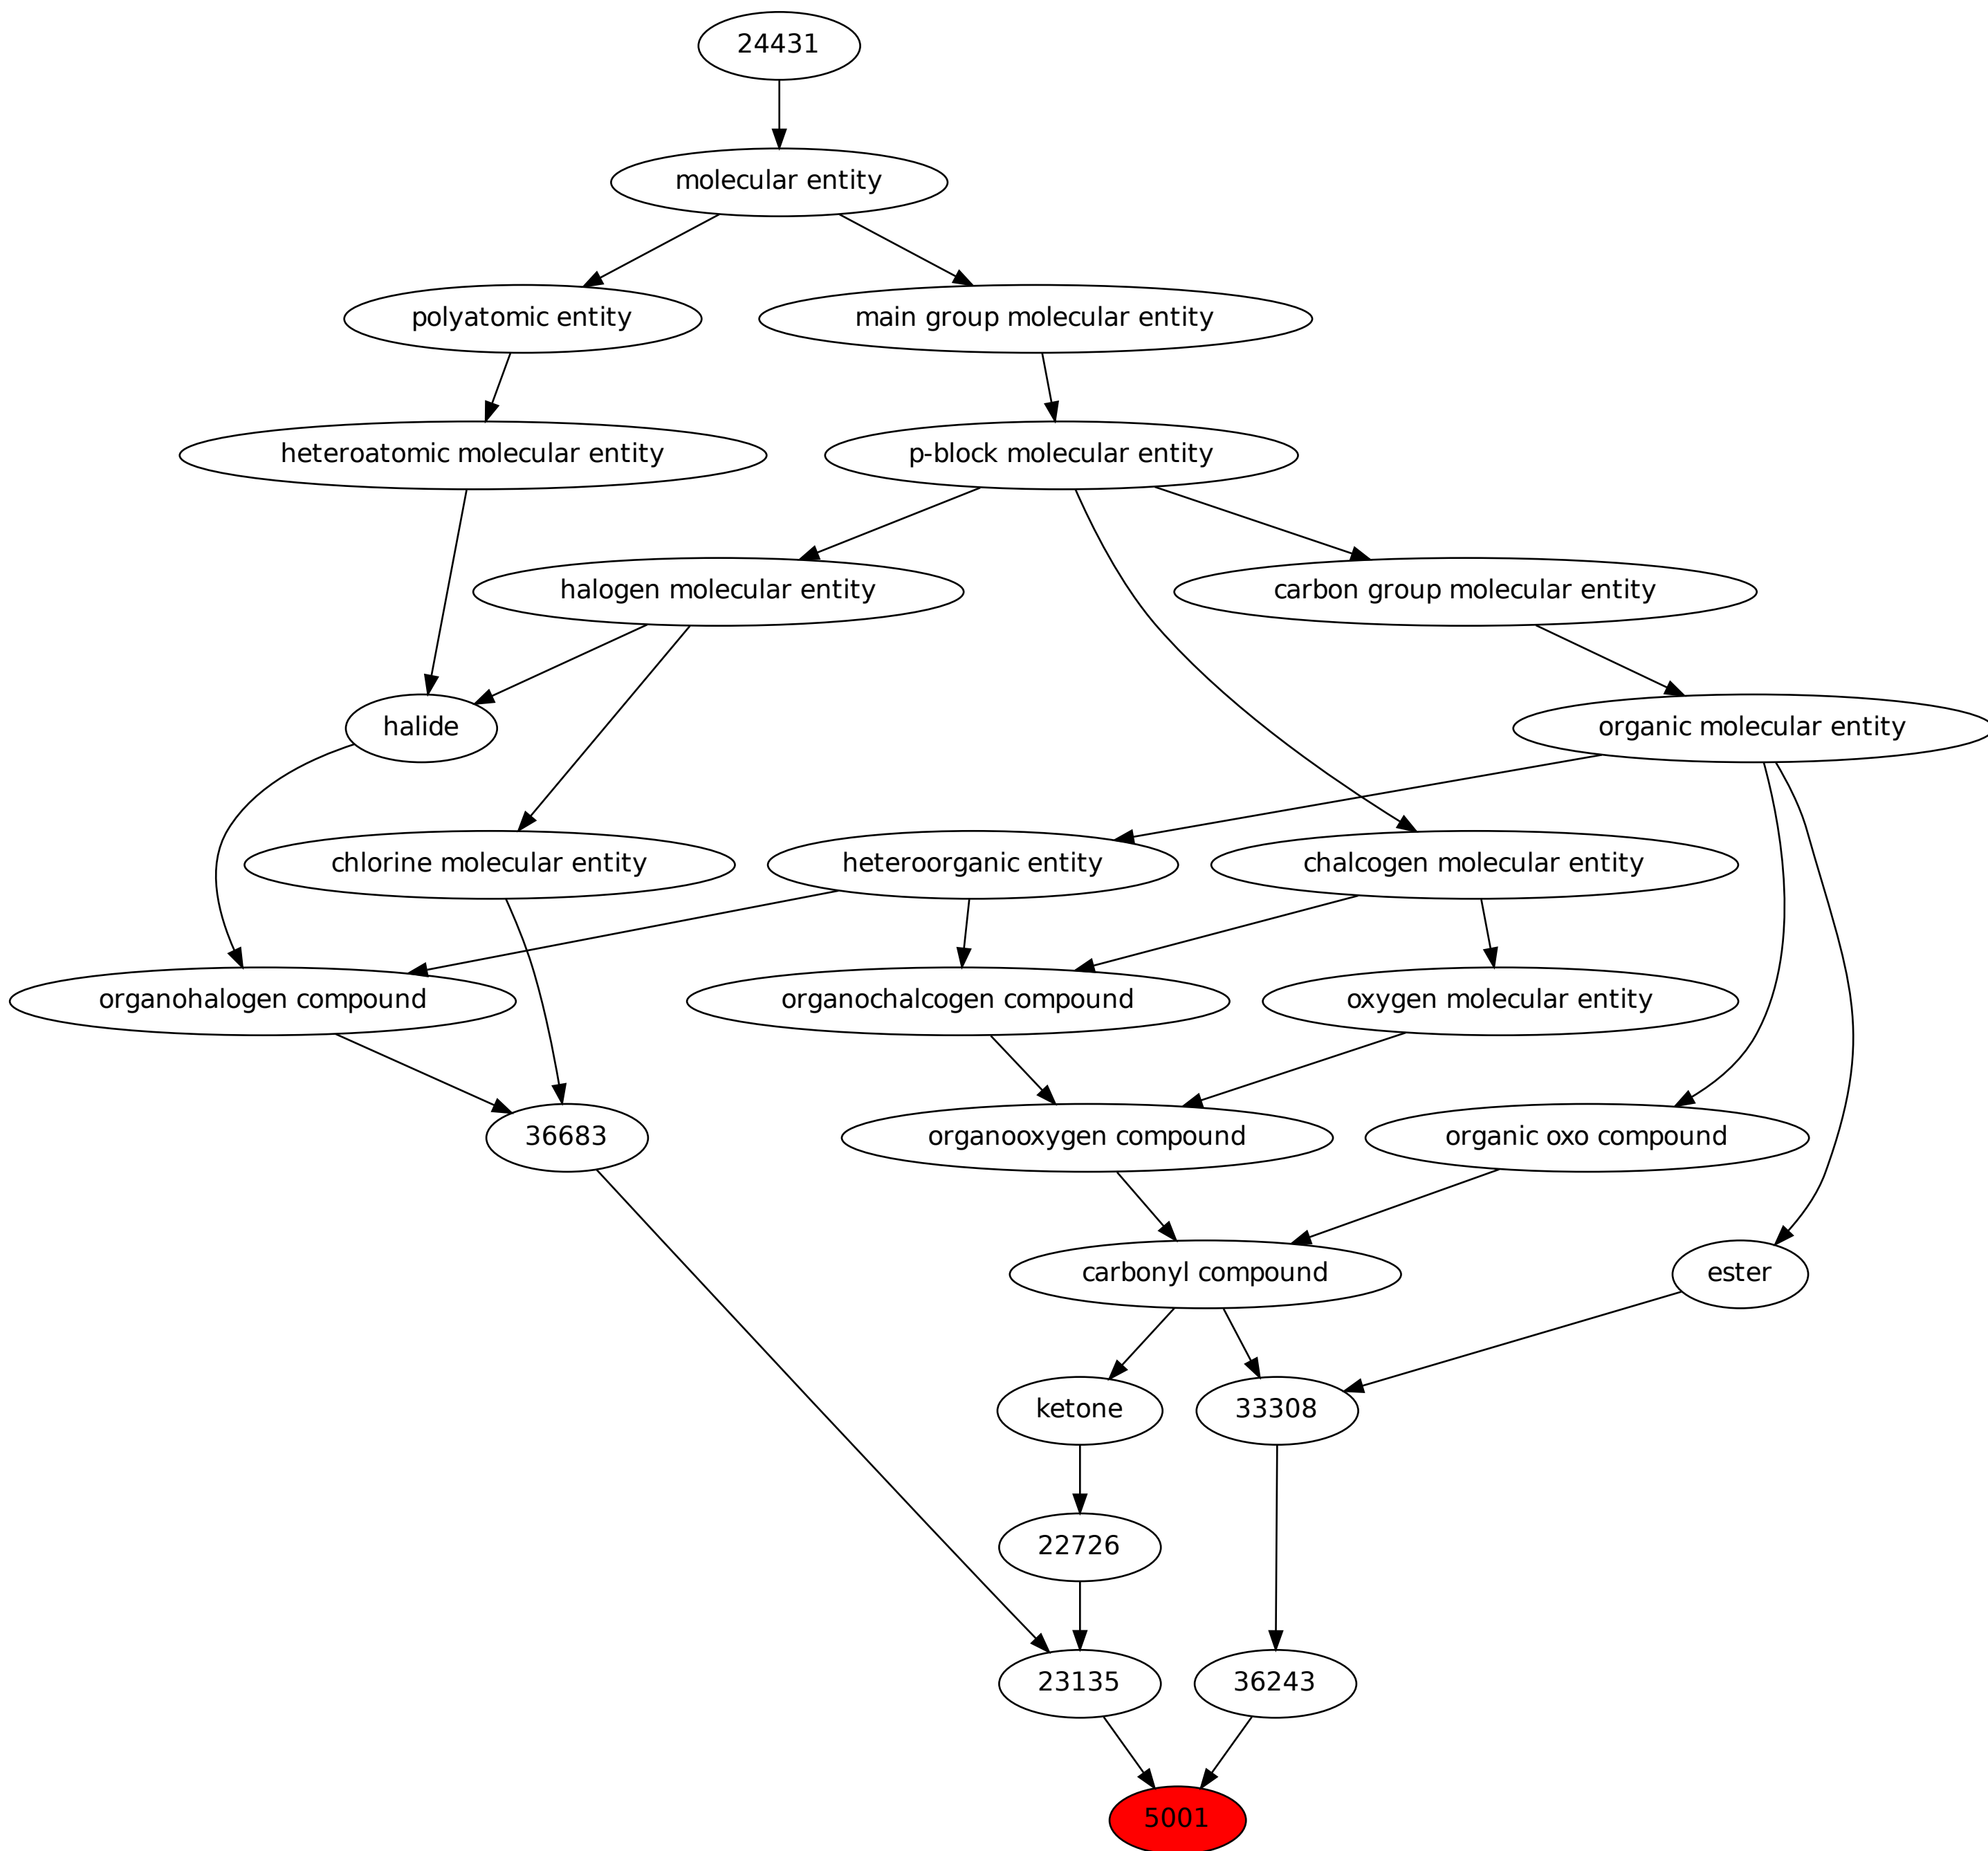 24431
molecular entity
polyatomic entity
main group molecular entity
heteroatomic molecular entity
p-block molecular entity
halogen molecular entity
carbon group molecular entity
halide
organic molecular entity
chlorine molecular entity
heteroorganic entity
chalcogen molecular entity
organohalogen compound
organochalcogen compound
oxygen molecular entity
36683
organooxygen compound
organic oxo compound
carbonyl compound
ester
ketone
33308
22726
23135
36243
5001